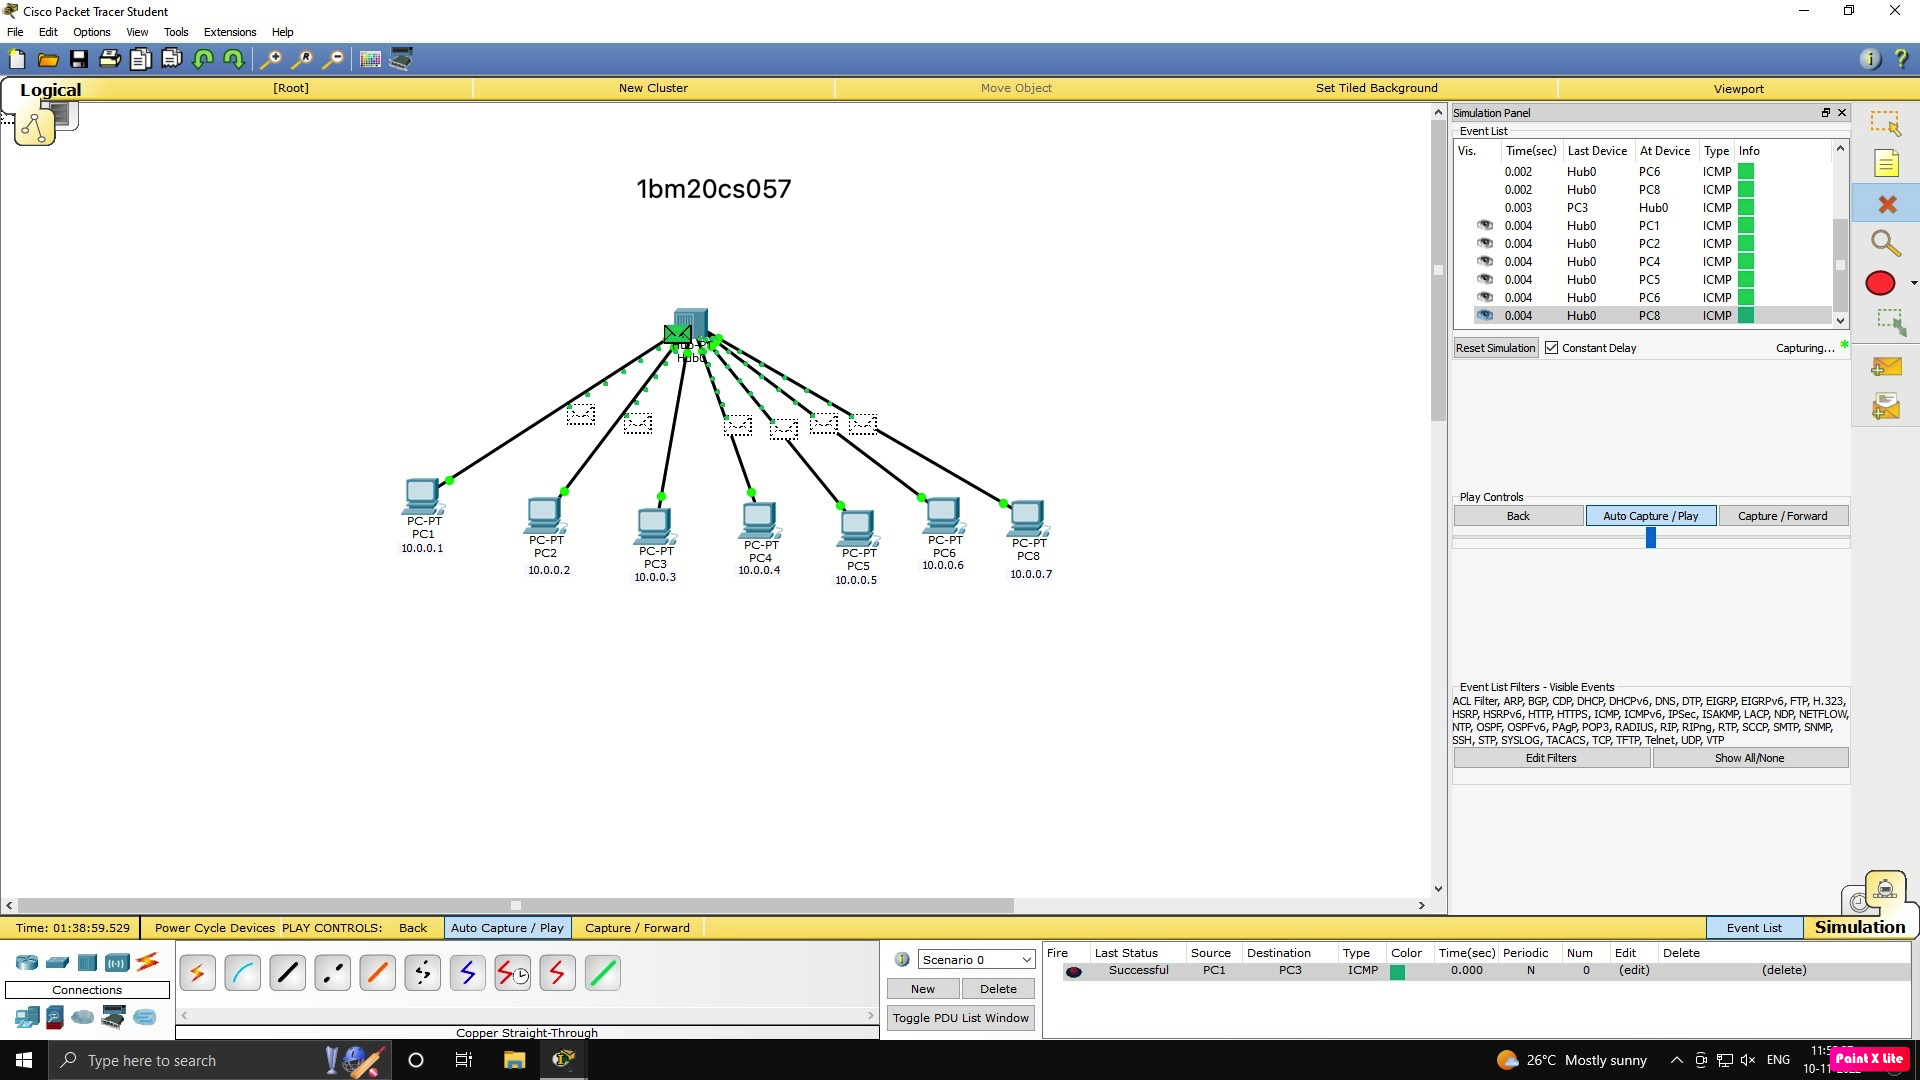 Cisco Packet Tracer Student
File Edit Options View Tools Extensions Help
Logical [Root] New Cluster Move Object Set Tiled Background Viewport
1bm20cs057
Hub0
PC-PT
PC1
10.0.0.1
PC-PT
PC2
10.0.0.2
PC-PT
PC3
10.0.0.3
PC-PT
PC4
10.0.0.4
PC-PT
PC5
10.0.0.5
PC-PT
PC6
10.0.0.6
PC-PT
PC8
10.0.0.7
Simulation Panel
Event List
Vis. Time(sec) Last Device At Device Type Info
0.002 Hub0 PC6 ICMP
0.002 Hub0 PC8 ICMP
0.003 PC3 Hub0 ICMP
0.004 Hub0 PC1 ICMP
0.004 Hub0 PC2 ICMP
0.004 Hub0 PC4 ICMP
0.004 Hub0 PC5 ICMP
0.004 Hub0 PC6 ICMP
0.004 Hub0 PC8 ICMP
Reset Simulation Constant Delay Capturing... *
Play Controls
Back Auto Capture / Play Capture / Forward
Event List Filters - Visible Events
ACL Filter, ARP, BGP, CDP, DHCP, DHCPv6, DNS, DTP, EIGRP, EIGRPv6, FTP, H.323,
HSRP, HSRPv6, HTTP, HTTPS, ICMP, ICMPv6, IPSec, ISAKMP, LACP, NDP, NETFLOW,
NTP, OSPF, OSPFv6, PAgP, POP3, RADIUS, RIP, RIPng, RTP, SCCP, SMTP, SNMP,
SSH, STP, SYSLOG, TACACS, TCP, TFTP, Telnet, UDP, VTP
Edit Filters Show All/None
Time: 01:38:59.529 Power Cycle Devices PLAY CONTROLS: Back Auto Capture / Play Capture / Forward Event List Simulation
Connections
Copper Straight-Through
Scenario 0
New Delete
Toggle PDU List Window
Fire Last Status Source Destination Type Color Time(sec) Periodic Num Edit Delete
Successful PC1 PC3 ICMP 0.000 N 0 (edit) (delete)
Type here to search
26°C Mostly sunny ENG
Paint X Lite